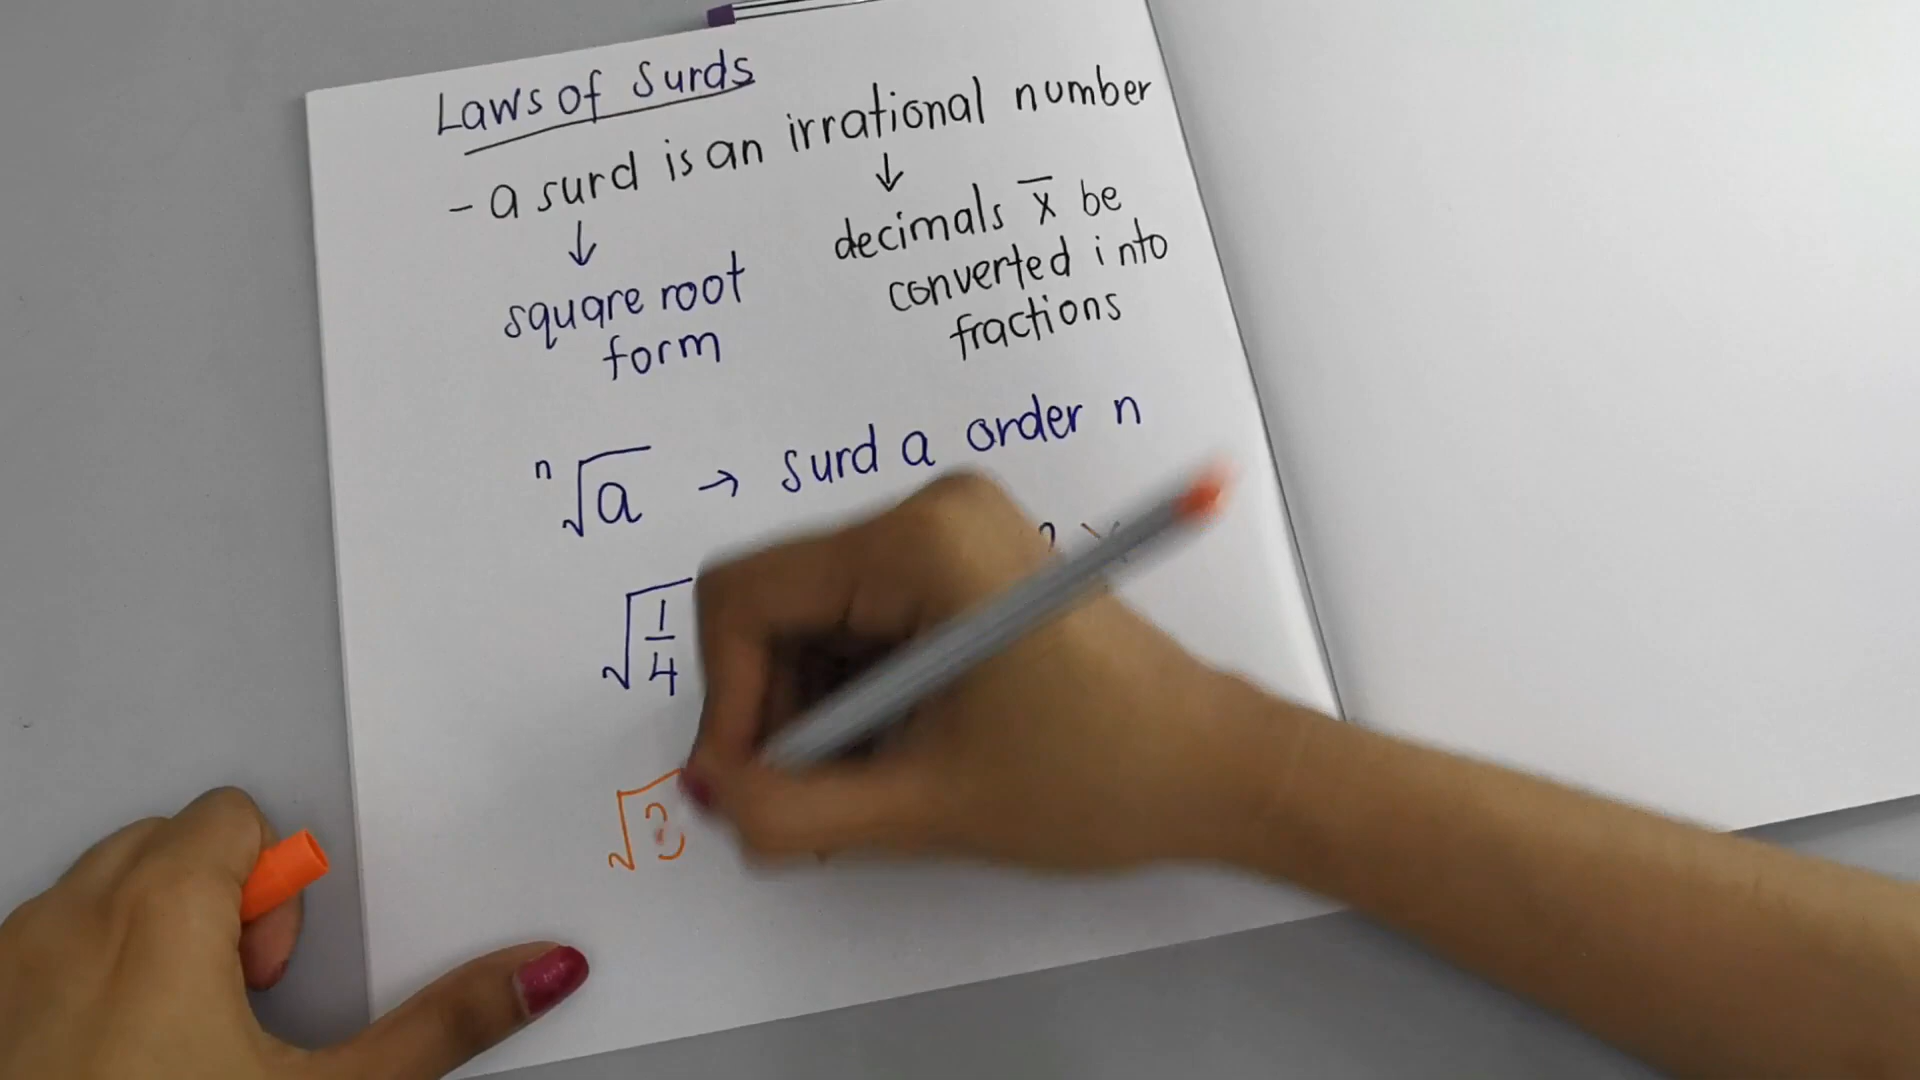 Laws of Surds
- a surd is an irrational number
↓ ↓
square root form
decimals x̄ be
converted into
fractions
ⁿ√a → surd a order n
√1/4
√3